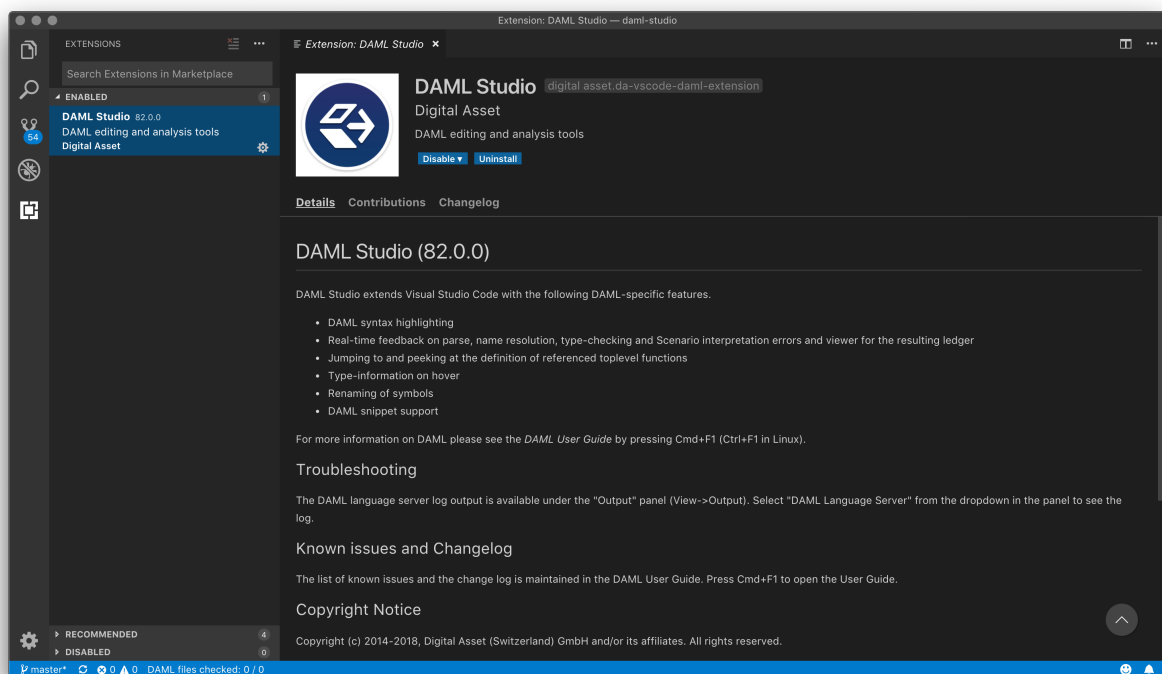 Extension: DAML Studio — daml-studio
EXTENSIONS
Search Extensions in Marketplace
ENABLED
1
DAML Studio 82.0.0
DAML editing and analysis tools
Digital Asset
54
RECOMMENDED
4
DISABLED
0
Extension: DAML Studio ×
DAML Studio digital asset.da-vscode-daml-extension
Digital Asset
DAML editing and analysis tools
Disable ▾ Uninstall
Details Contributions Changelog
DAML Studio (82.0.0)
DAML Studio extends Visual Studio Code with the following DAML-specific features.
• DAML syntax highlighting
• Real-time feedback on parse, name resolution, type-checking and Scenario interpretation errors and viewer for the resulting ledger
• Jumping to and peeking at the definition of referenced toplevel functions
• Type-information on hover
• Renaming of symbols
• DAML snippet support
For more information on DAML please see the DAML User Guide by pressing Cmd+F1 (Ctrl+F1 in Linux).
Troubleshooting
The DAML language server log output is available under the "Output" panel (View->Output). Select "DAML Language Server" from the dropdown in the panel to see the
log.
Known issues and Changelog
The list of known issues and the change log is maintained in the DAML User Guide. Press Cmd+F1 to open the User Guide.
Copyright Notice
Copyright (c) 2014-2018, Digital Asset (Switzerland) GmbH and/or its affiliates. All rights reserved.
master* 0 0 DAML files checked: 0 / 0